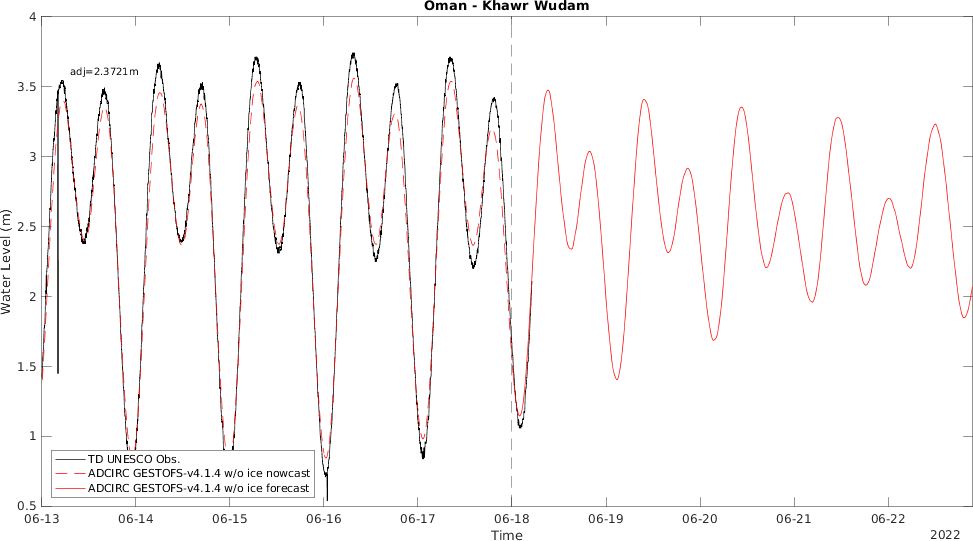 Oman - Khawr Wudam
adj=2.3721m
Water Level (m)
4
3.5
3
2.5
2
1.5
1
0.5
TD UNESCO Obs.
ADCIRC GESTOFS-v4.1.4 w/o ice nowcast
ADCIRC GESTOFS-v4.1.4 w/o ice forecast
06-13 06-14 06-15 06-16 06-17 06-18 06-19 06-20 06-21 06-22
Time
2022